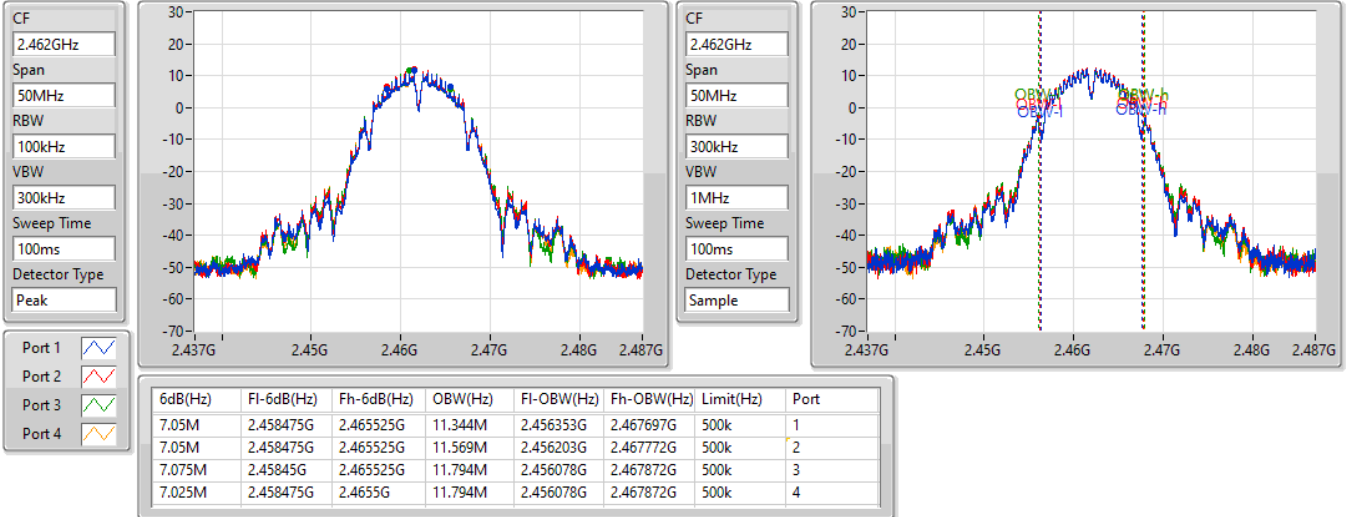 CF
2.462GHz
Span
50MHz
RBW
100kHz
VBW
300kHz
Sweep Time
100ms
Detector Type
Peak
30
20
10
0
-10
-20
-30
-40
-50
-60
-70
2.437G 2.45G 2.46G 2.47G 2.48G 2.487G
CF
2.462GHz
Span
50MHz
RBW
300kHz
VBW
1MHz
Sweep Time
100ms
Detector Type
Sample
30
20
10
0
-10
-20
-30
-40
-50
-60
-70
OBW-l OBW-h
2.437G 2.45G 2.46G 2.47G 2.48G 2.487G
Port 1
Port 2
Port 3
Port 4
6dB(Hz) Fl-6dB(Hz) Fh-6dB(Hz) OBW(Hz) Fl-OBW(Hz) Fh-OBW(Hz) Limit(Hz) Port
7.05M 2.458475G 2.465525G 11.344M 2.456353G 2.467697G 500k 1
7.05M 2.458475G 2.465525G 11.569M 2.456203G 2.467772G 500k 2
7.075M 2.45845G 2.465525G 11.794M 2.456078G 2.467872G 500k 3
7.025M 2.458475G 2.4655G 11.794M 2.456078G 2.467872G 500k 4